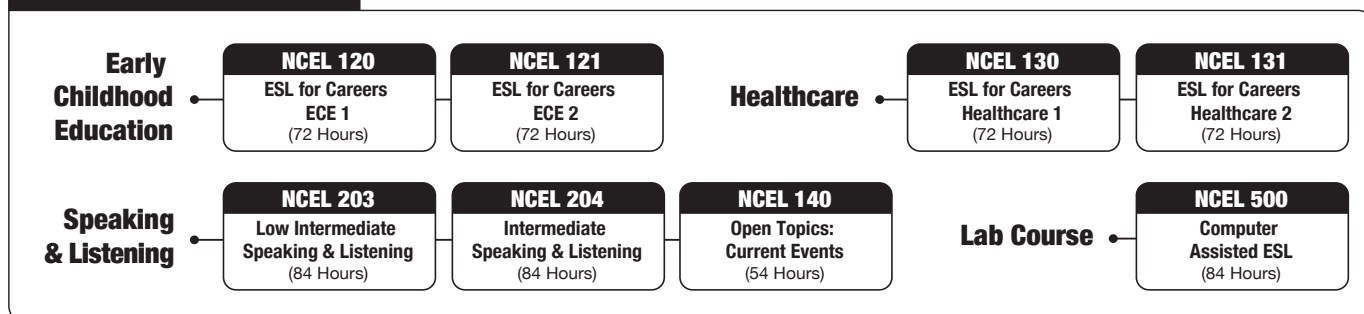 Early
Childhood
Education
NCEL 120
ESL for Careers
ECE 1
(72 Hours)
NCEL 121
ESL for Careers
ECE 2
(72 Hours)
Healthcare
NCEL 130
ESL for Careers
Healthcare 1
(72 Hours)
NCEL 131
ESL for Careers
Healthcare 2
(72 Hours)
Speaking
& Listening
NCEL 203
Low Intermediate
Speaking & Listening
(84 Hours)
NCEL 204
Intermediate
Speaking & Listening
(84 Hours)
NCEL 140
Open Topics:
Current Events
(54 Hours)
Lab Course
NCEL 500
Computer
Assisted ESL
(84 Hours)